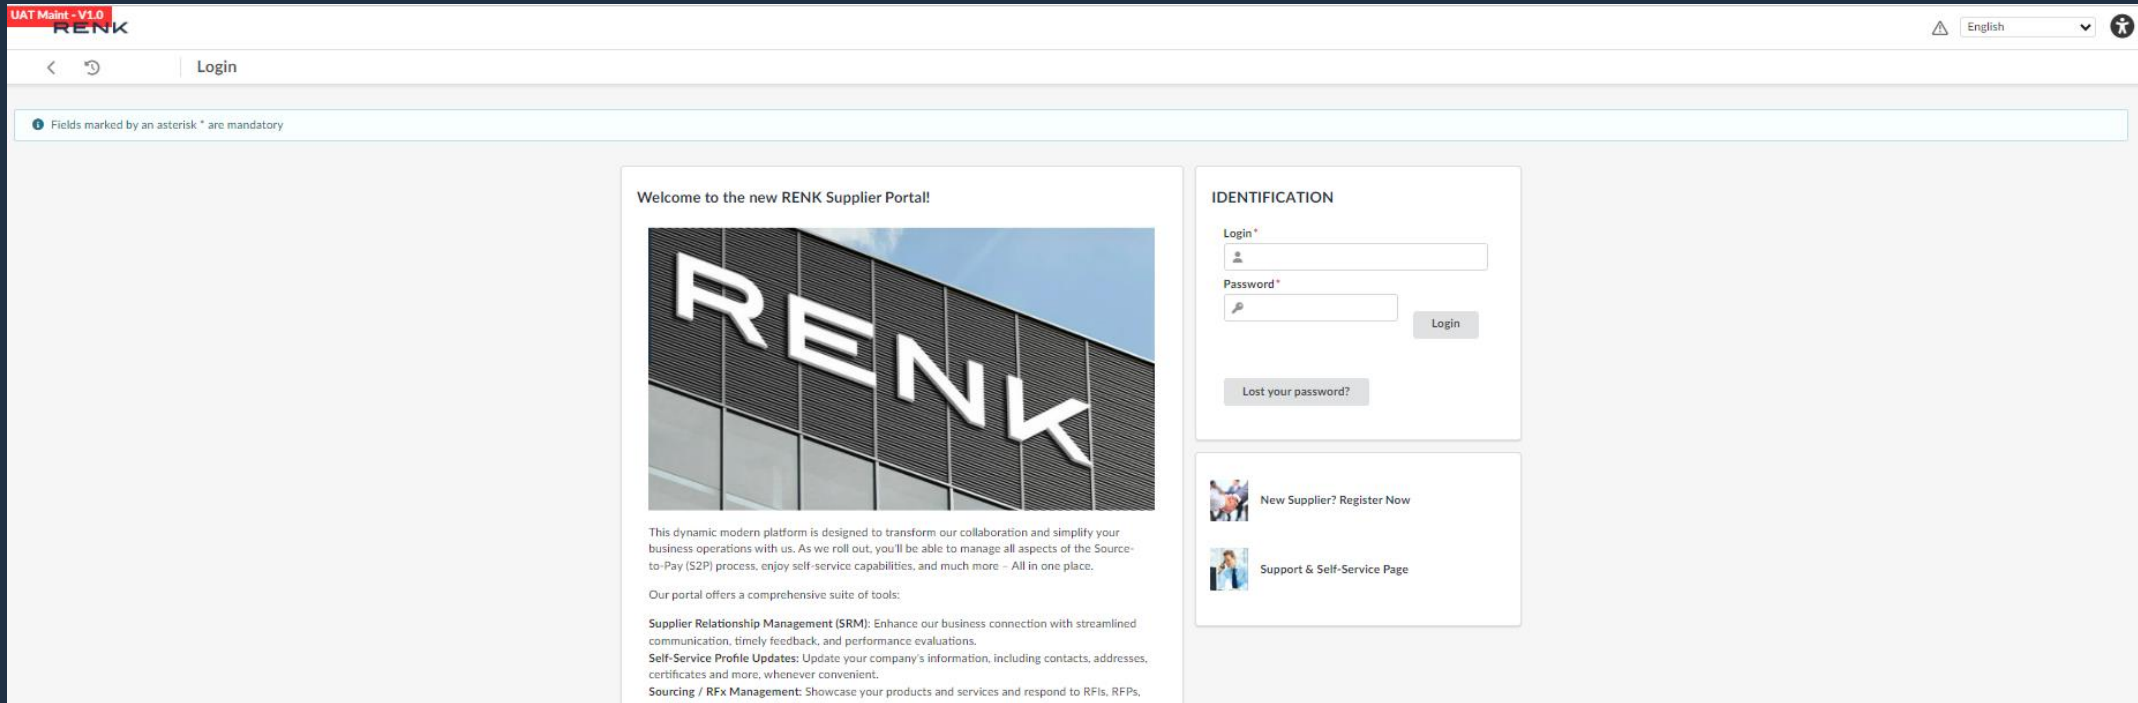 UAT Maint - V1.0
RENK
English
Login
Fields marked by an asterisk * are mandatory
Welcome to the new RENK Supplier Portal!
RENK
This dynamic modern platform is designed to transform our collaboration and simplify your
business operations with us. As we roll out, you'll be able to manage all aspects of the Source-
to-Pay (S2P) process, enjoy self-service capabilities, and much more – All in one place.
Our portal offers a comprehensive suite of tools:
Supplier Relationship Management (SRM): Enhance our business connection with streamlined
communication, timely feedback, and performance evaluations.
Self-Service Profile Updates: Update your company's information, including contacts, addresses,
certificates and more, whenever convenient.
Sourcing / RFx Management: Showcase your products and services and respond to RFIs, RFPs,
IDENTIFICATION
Login*
Password*
Login
Lost your password?
New Supplier? Register Now
Support & Self-Service Page